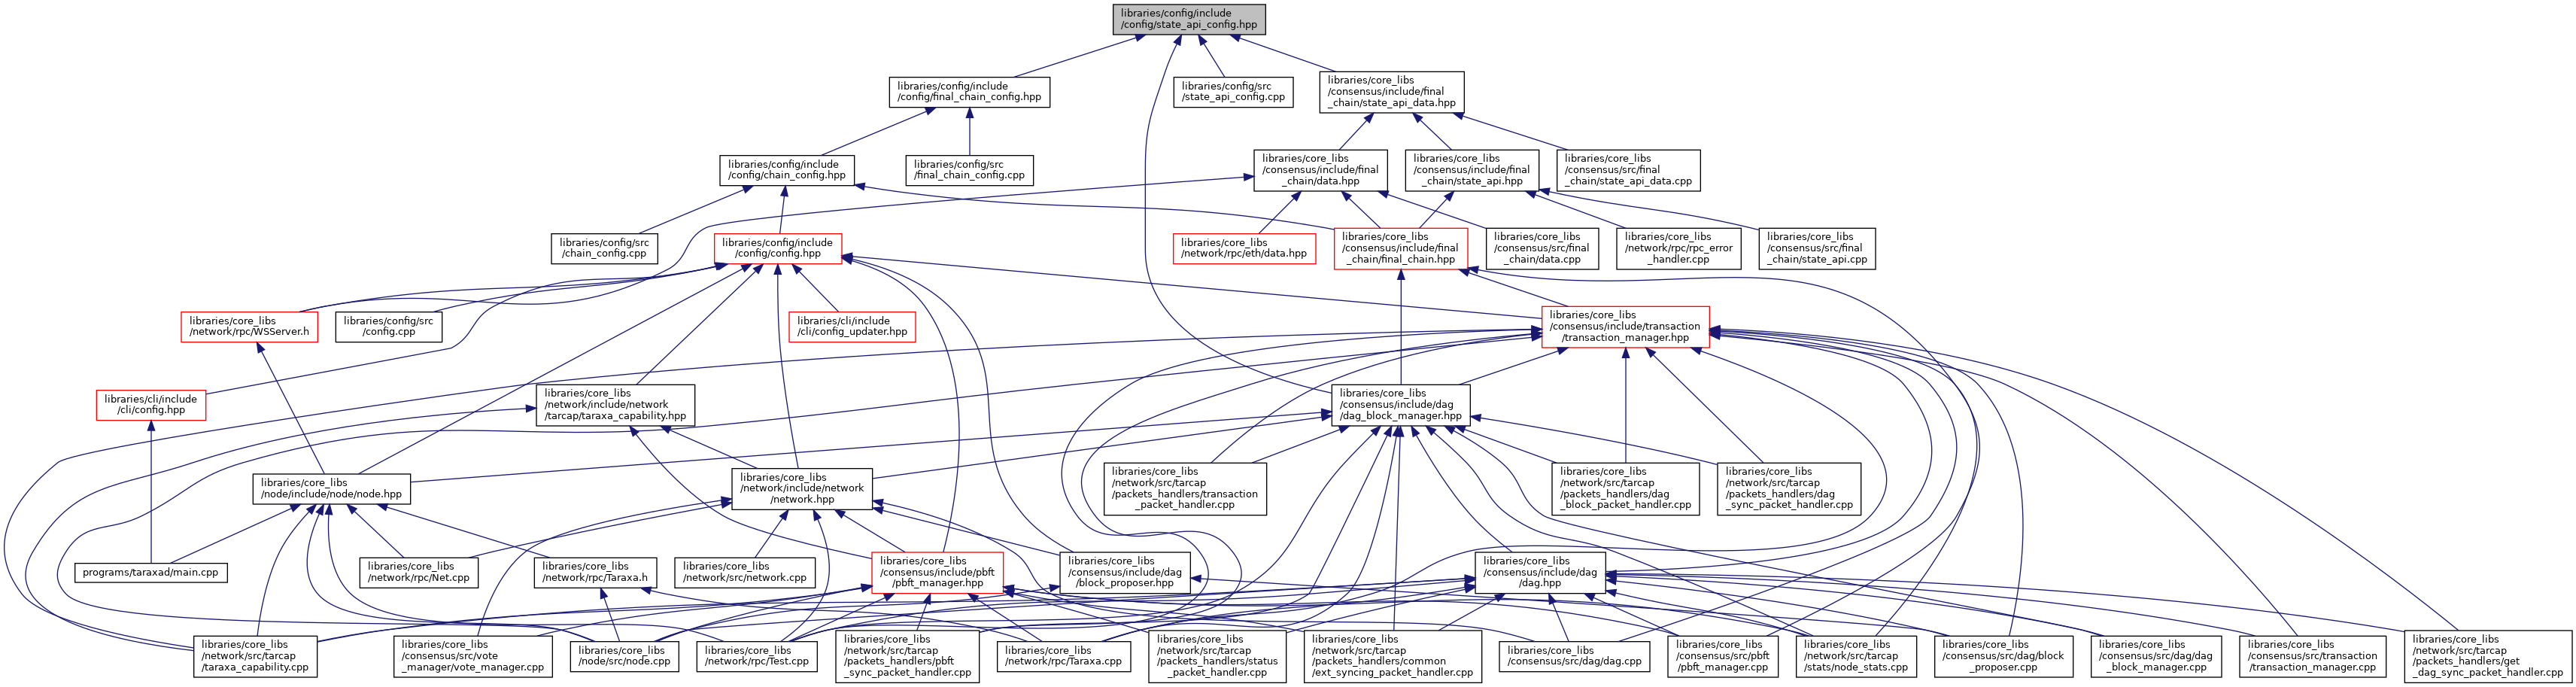 libraries/config/include
/config/state_api_config.hpp
libraries/config/include
/config/final_chain_config.hpp
libraries/config/src
/state_api_config.cpp
libraries/core_libs
/consensus/include/final
_chain/state_api_data.hpp
libraries/config/include
/config/chain_config.hpp
libraries/config/src
/final_chain_config.cpp
libraries/core_libs
/consensus/include/final
_chain/data.hpp
libraries/core_libs
/consensus/include/final
_chain/state_api.hpp
libraries/core_libs
/consensus/src/final
_chain/state_api_data.cpp
libraries/config/src
/chain_config.cpp
libraries/config/include
/config/config.hpp
libraries/core_libs
/network/rpc/eth/data.hpp
libraries/core_libs
/consensus/include/final
_chain/final_chain.hpp
libraries/core_libs
/consensus/src/final
_chain/data.cpp
libraries/core_libs
/network/rpc/rpc_error
_handler.cpp
libraries/core_libs
/consensus/src/final
_chain/state_api.cpp
libraries/core_libs
/network/rpc/WSServer.h
libraries/config/src
/config.cpp
libraries/cli/include
/cli/config_updater.hpp
libraries/core_libs
/consensus/include/transaction
/transaction_manager.hpp
libraries/cli/include
/cli/config.hpp
libraries/core_libs
/network/include/network
/tarcap/taraxa_capability.hpp
libraries/core_libs
/consensus/include/dag
/dag_block_manager.hpp
libraries/core_libs
/node/include/node/node.hpp
libraries/core_libs
/network/include/network
/network.hpp
libraries/core_libs
/network/src/tarcap
/packets_handlers/transaction
_packet_handler.cpp
libraries/core_libs
/network/src/tarcap
/packets_handlers/dag
_block_packet_handler.cpp
libraries/core_libs
/network/src/tarcap
/packets_handlers/dag
_sync_packet_handler.cpp
programs/taraxad/main.cpp
libraries/core_libs
/network/rpc/Net.cpp
libraries/core_libs
/network/rpc/Taraxa.h
libraries/core_libs
/network/src/network.cpp
libraries/core_libs
/consensus/include/pbft
/pbft_manager.hpp
libraries/core_libs
/consensus/include/dag
/block_proposer.hpp
libraries/core_libs
/consensus/include/dag
/dag.hpp
libraries/core_libs
/network/src/tarcap
/taraxa_capability.cpp
libraries/core_libs
/consensus/src/vote
_manager/vote_manager.cpp
libraries/core_libs
/node/src/node.cpp
libraries/core_libs
/network/rpc/Test.cpp
libraries/core_libs
/network/src/tarcap
/packets_handlers/pbft
_sync_packet_handler.cpp
libraries/core_libs
/network/rpc/Taraxa.cpp
libraries/core_libs
/network/src/tarcap
/packets_handlers/status
_packet_handler.cpp
libraries/core_libs
/network/src/tarcap
/packets_handlers/common
/ext_syncing_packet_handler.cpp
libraries/core_libs
/consensus/src/dag/dag.cpp
libraries/core_libs
/consensus/src/pbft
/pbft_manager.cpp
libraries/core_libs
/network/src/tarcap
/stats/node_stats.cpp
libraries/core_libs
/consensus/src/dag/block
_proposer.cpp
libraries/core_libs
/consensus/src/dag/dag
_block_manager.cpp
libraries/core_libs
/consensus/src/transaction
/transaction_manager.cpp
libraries/core_libs
/network/src/tarcap
/packets_handlers/get
_dag_sync_packet_handler.cpp